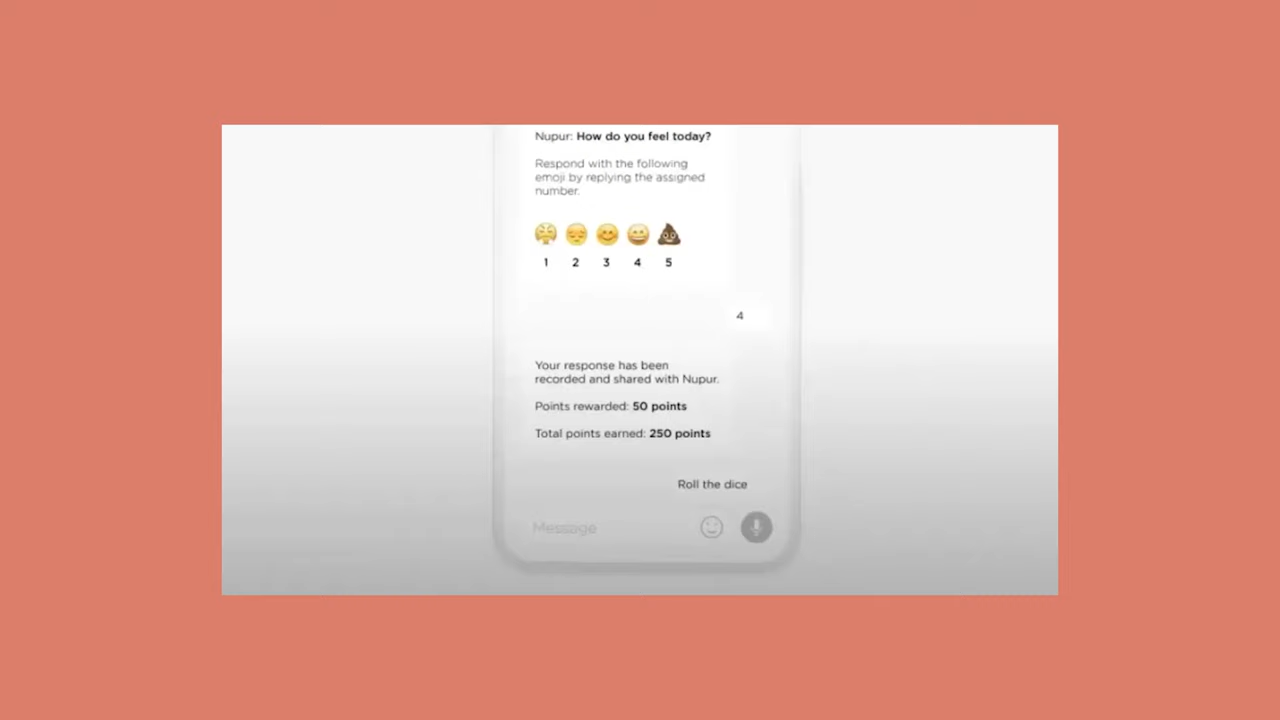 Nupur: How do you feel today?
Respond with the following
emoji by replying the assigned
number.
1 2 3 4 5
4
Your response has been
recorded and shared with Nupur.
Points rewarded: 50 points
Total points earned: 250 points
Roll the dice
Message